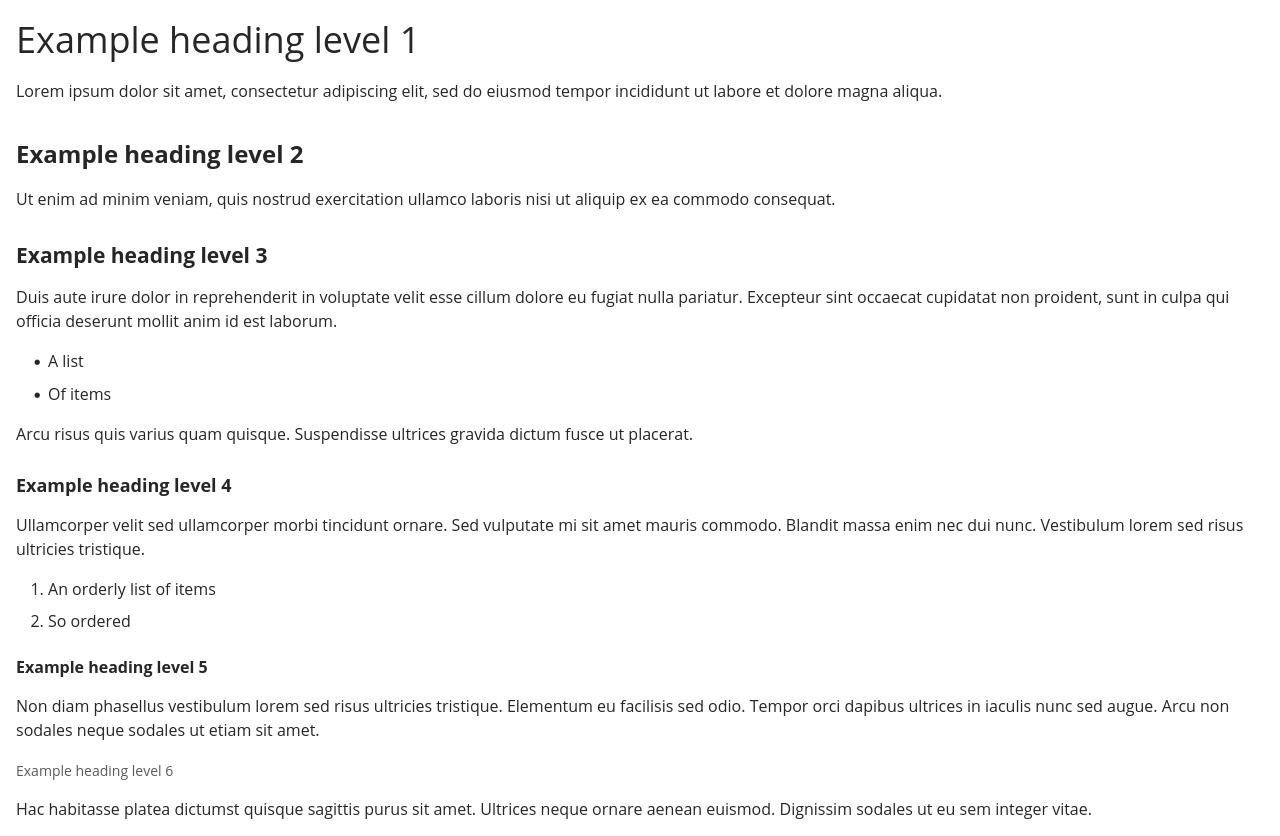 Example heading level 1
Lorem ipsum dolor sit amet, consectetur adipiscing elit, sed do eiusmod tempor incididunt ut labore et dolore magna aliqua.
Example heading level 2
Ut enim ad minim veniam, quis nostrud exercitation ullamco laboris nisi ut aliquip ex ea commodo consequat.
Example heading level 3
Duis aute irure dolor in reprehenderit in voluptate velit esse cillum dolore eu fugiat nulla pariatur. Excepteur sint occaecat cupidatat non proident, sunt in culpa qui
officia deserunt mollit anim id est laborum.
• A list
• Of items
Arcu risus quis varius quam quisque. Suspendisse ultrices gravida dictum fusce ut placerat.
Example heading level 4
Ullamcorper velit sed ullamcorper morbi tincidunt ornare. Sed vulputate mi sit amet mauris commodo. Blandit massa enim nec dui nunc. Vestibulum lorem sed risus
ultricies tristique.
1. An orderly list of items
2. So ordered
Example heading level 5
Non diam phasellus vestibulum lorem sed risus ultricies tristique. Elementum eu facilisis sed odio. Tempor orci dapibus ultrices in iaculis nunc sed augue. Arcu non
sodales neque sodales ut etiam sit amet.
Example heading level 6
Hac habitasse platea dictumst quisque sagittis purus sit amet. Ultrices neque ornare aenean euismod. Dignissim sodales ut eu sem integer vitae.